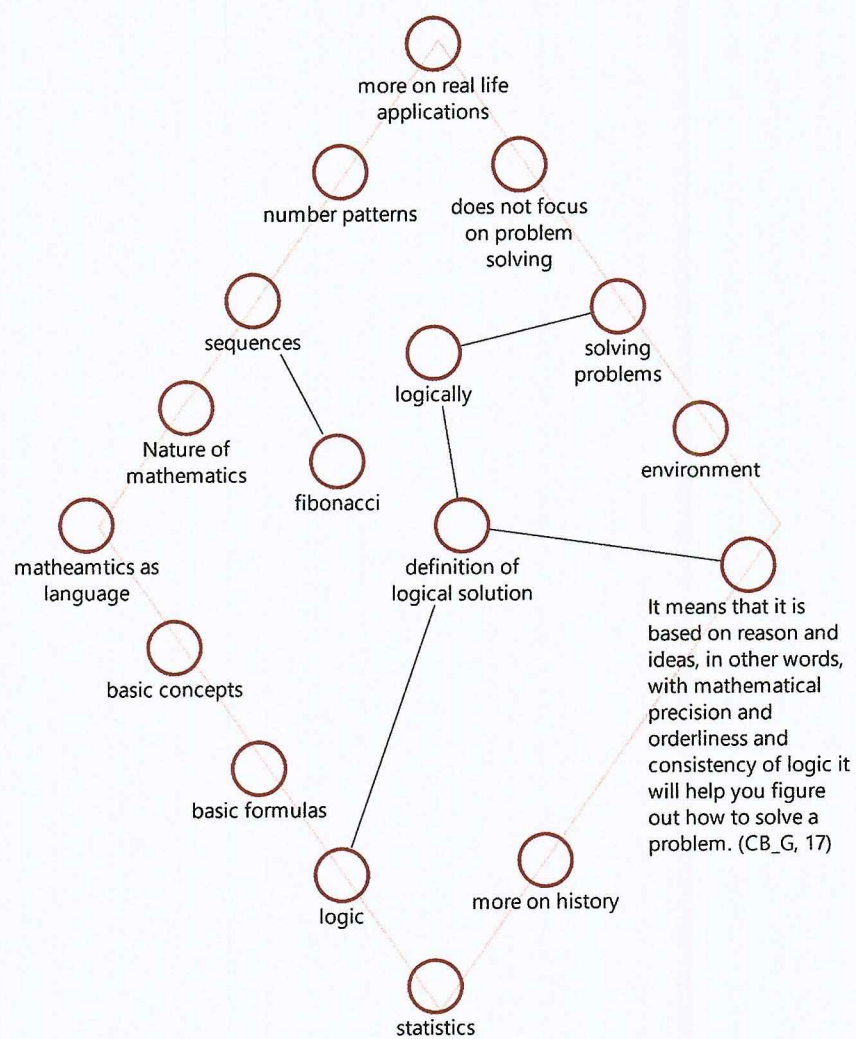 more on real life
applications
number patterns
does not focus
on problem
solving
sequences
logically
solving
problems
Nature of
mathematics
fibonacci
environment
matheamtics as
language
definition of
logical solution
It means that it is
based on reason and
ideas, in other words,
with mathematical
precision and
orderliness and
consistency of logic it
will help you figure
out how to solve a
problem. (CB_G, 17)
basic concepts
basic formulas
logic
more on history
statistics